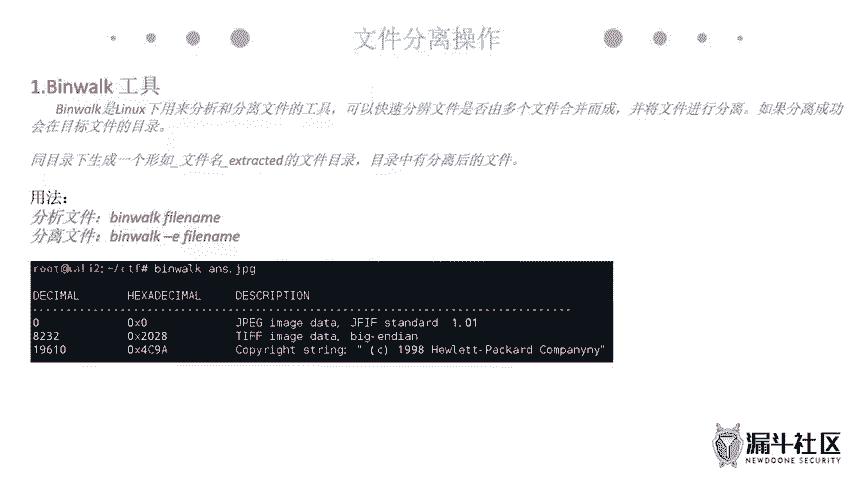 文件分离操作
1.Binwalk 工具
Binwalk是Linux下用来分析和分离文件的工具，可以快速分辨文件是否由多个文件合并而成，并将文件进行分离。如果分离成功
会在目标文件的目录。
同目录下生成一个形如_文件名_extracted的文件目录，目录中有分离后的文件。
用法：
分析文件：binwalk filename
分离文件：binwalk –e filename
root@kali2:~/ctf# binwalk ans.jpg
DECIMAL HEXADECIMAL DESCRIPTION
--------------------------------------------------------------------------------
0 0x0 JPEG image data, JFIF standard 1.01
8232 0x2028 TIFF image data, big-endian
19610 0x4C9A Copyright string: " (c) 1998 Hewlett-Packard Companyny"
漏斗社区
NEWDOONE SECURITY